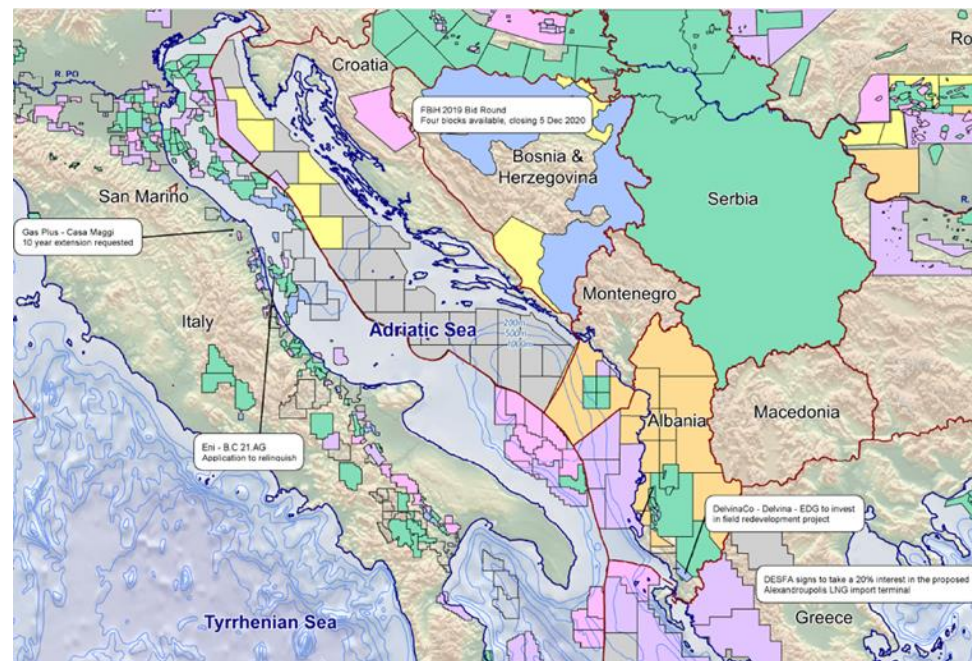 Ro
Croatia
R. PO
FBiH 2019 Bid Round
Four blocks available, closing 5 Dec 2020
Bosnia &
Herzegovina
San Marino
Serbia
Gas Plus - Casa Maggi
10 year extension requested
Montenegro
Italy
Adriatic Sea
200m
500m
1000m
Albania
Macedonia
Eni - B.C 21.AG
Application to relinquish
DelvinaCo - Delvina - EDG to invest
in field redevelopment project
DESFA signs to take a 20% interest in the proposed
Alexandroupolis LNG import terminal
Tyrrhenian Sea
Greece